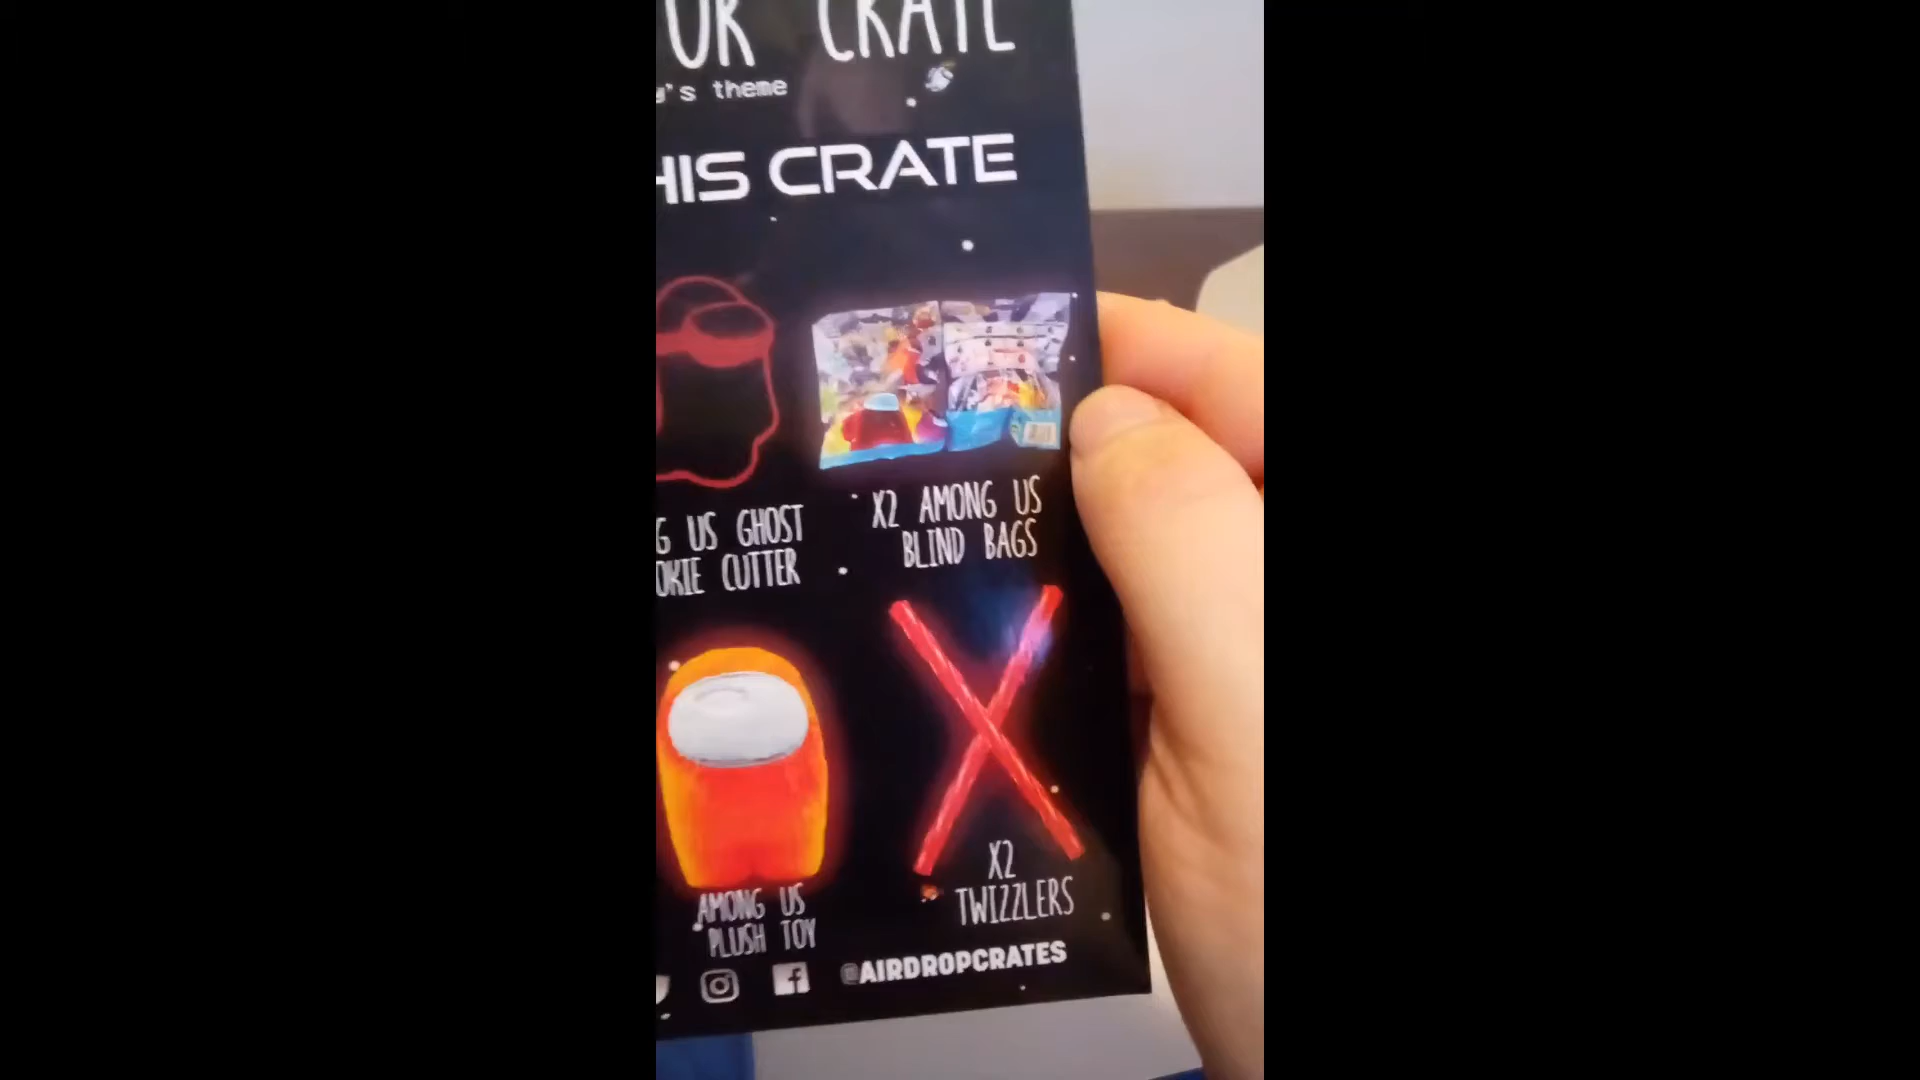 OR CRATE
's theme
HIS CRATE
G US GHOST
OKIE CUTTER
X2 AMONG US
BLIND BAGS
AMONG US
PLUSH TOY
X2
TWIZZLERS
@AIRDROPCRATES